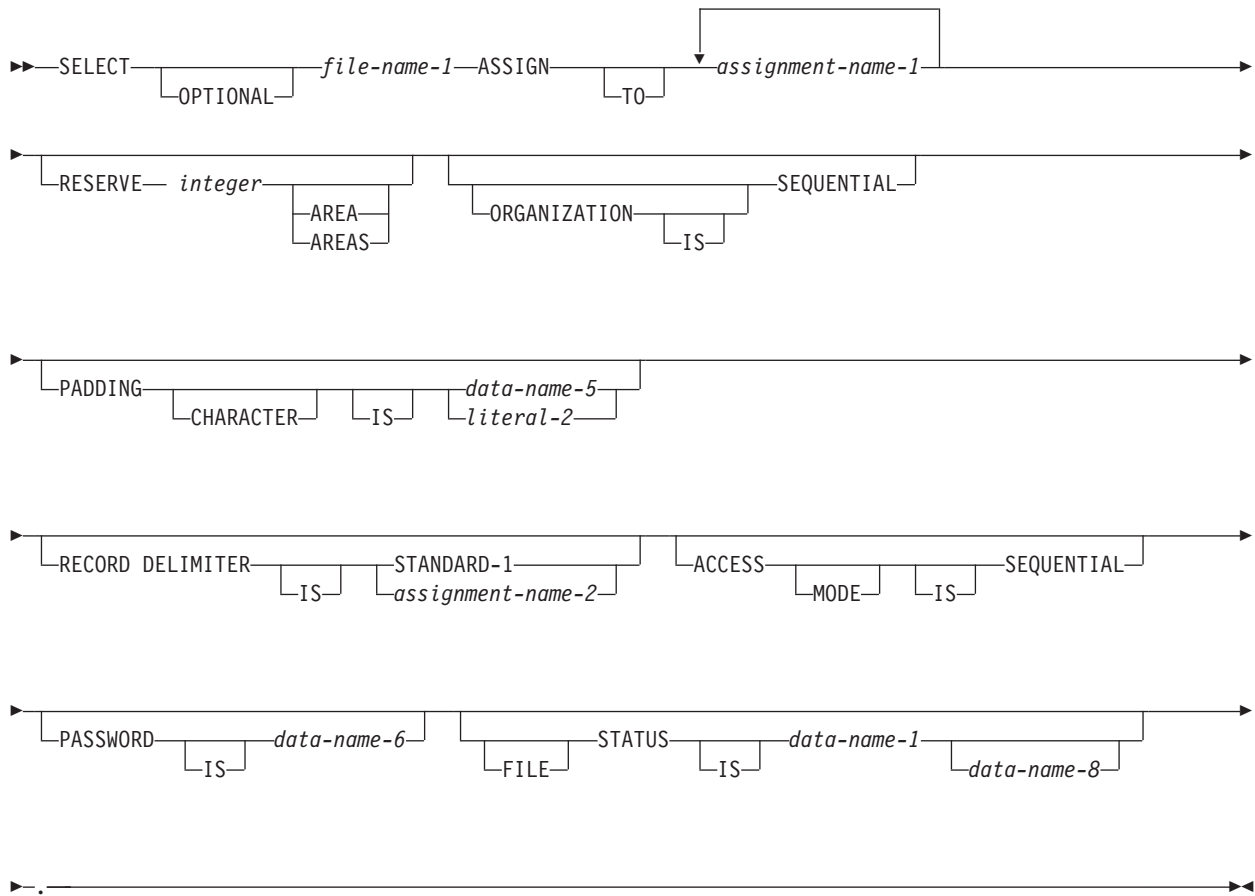 SELECT file-name-1 ASSIGN assignment-name-1
OPTIONAL TO
RESERVE integer SEQUENTIAL
AREA ORGANIZATION
AREAS IS
PADDING data-name-5
CHARACTER IS literal-2
RECORD DELIMITER STANDARD-1 ACCESS SEQUENTIAL
IS assignment-name-2 MODE IS
PASSWORD data-name-6 STATUS data-name-1
IS FILE IS data-name-8
.